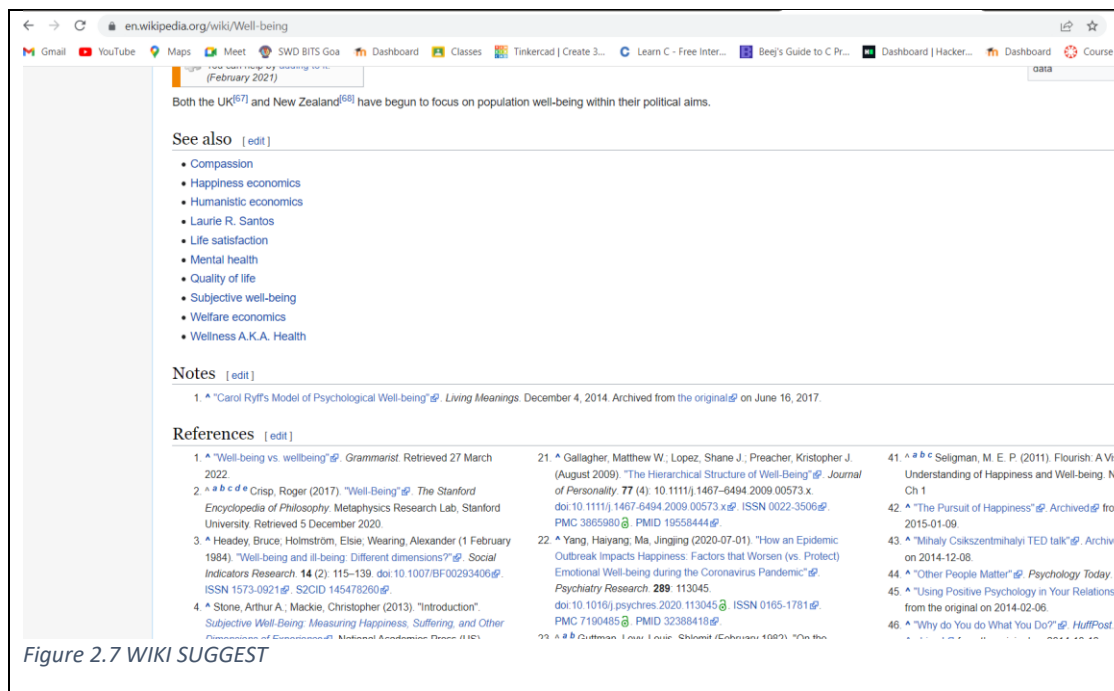 en.wikipedia.org/wiki/Well-being
Gmail YouTube Maps Meet SWD BITS Goa Dashboard Classes Tinkercad | Create 3... Learn C - Free Inter... Beej's Guide to C Pr... Dashboard | Hacker... Dashboard Course
(February 2021)
data
Both the UK[67] and New Zealand[68] have begun to focus on population well-being within their political aims.
See also [ edit ]
• Compassion
• Happiness economics
• Humanistic economics
• Laurie R. Santos
• Life satisfaction
• Mental health
• Quality of life
• Subjective well-being
• Welfare economics
• Wellness A.K.A. Health
Notes [ edit ]
1. ^ "Carol Ryff's Model of Psychological Well-being". Living Meanings. December 4, 2014. Archived from the original on June 16, 2017.
References [ edit ]
1. ^ "Well-being vs. wellbeing". Grammarist. Retrieved 27 March
2022.
2. ^ a b c d e Crisp, Roger (2017). "Well-Being". The Stanford
Encyclopedia of Philosophy. Metaphysics Research Lab, Stanford
University. Retrieved 5 December 2020.
3. ^ Headey, Bruce; Holmström, Elsie; Wearing, Alexander (1 February
1984). "Well-being and ill-being: Different dimensions?". Social
Indicators Research. 14 (2): 115–139. doi:10.1007/BF00293406.
ISSN 1573-0921. S2CID 145478260.
4. ^ Stone, Arthur A.; Mackie, Christopher (2013). "Introduction".
Subjective Well-Being: Measuring Happiness, Suffering, and Other
Dimensions of Experience. National Academies Press (US)
21. ^ Gallagher, Matthew W.; Lopez, Shane J.; Preacher, Kristopher J.
(August 2009). "The Hierarchical Structure of Well-Being". Journal
of Personality. 77 (4): 10.1111/j.1467–6494.2009.00573.x.
doi:10.1111/j.1467-6494.2009.00573.x. ISSN 0022-3506.
PMC 3865980. PMID 19558444.
22. ^ Yang, Haiyang; Ma, Jingjing (2020-07-01). "How an Epidemic
Outbreak Impacts Happiness: Factors that Worsen (vs. Protect)
Emotional Well-being during the Coronavirus Pandemic".
Psychiatry Research. 289: 113045.
doi:10.1016/j.psychres.2020.113045. ISSN 0165-1781.
PMC 7190485. PMID 32388418.
23. ^ a b Guttman, Levy, Louis, Shlomit (February 1982). "On the
41. ^ a b c Seligman, M. E. P. (2011). Flourish: A Vi
Understanding of Happiness and Well-being. N
Ch 1
42. ^ "The Pursuit of Happiness". Archived fro
2015-01-09.
43. ^ "Mihaly Csikszentmihalyi TED talk". Archiv
on 2014-12-08.
44. ^ "Other People Matter". Psychology Today.
45. ^ "Using Positive Psychology in Your Relations
from the original on 2014-02-06.
46. ^ "Why do You do What You Do?". HuffPost.
Figure 2.7 WIKI SUGGEST